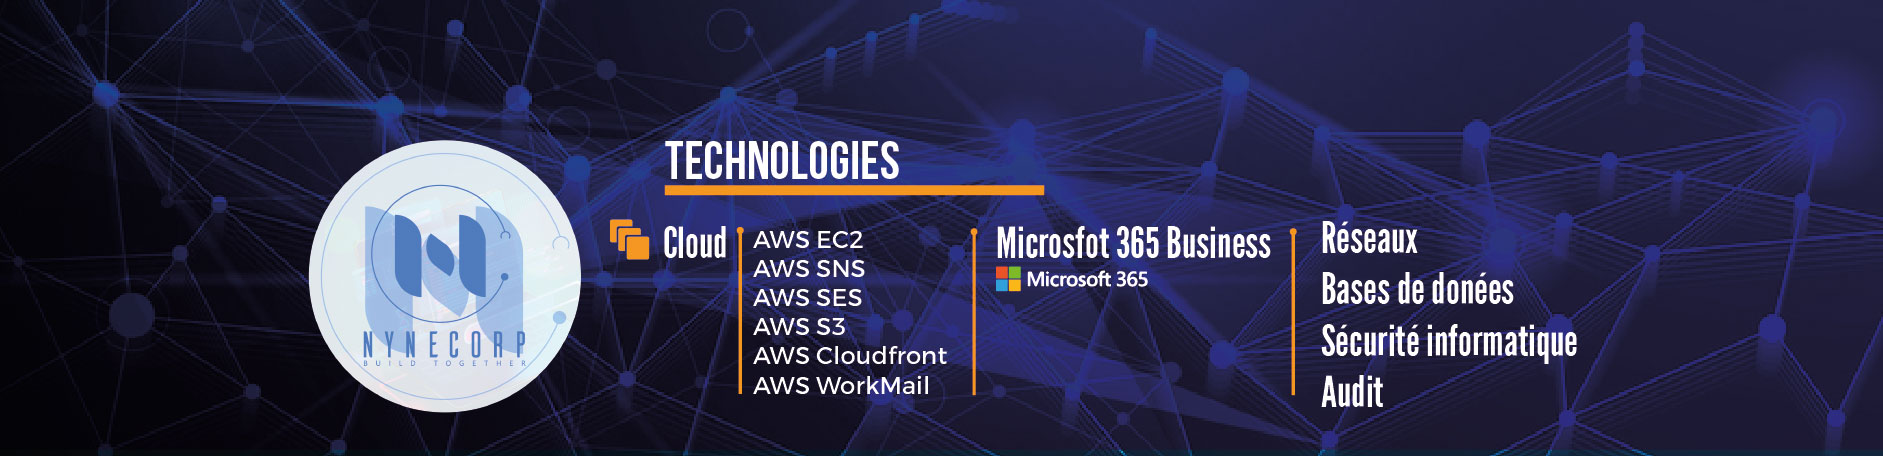 NYNECORP
BUILD TOGETHER
TECHNOLOGIES
Cloud
AWS EC2
AWS SNS
AWS SES
AWS S3
AWS Cloudfront
AWS WorkMail
Microsfot 365 Business
Microsoft 365
Réseaux
Bases de donées
Sécurité informatique
Audit